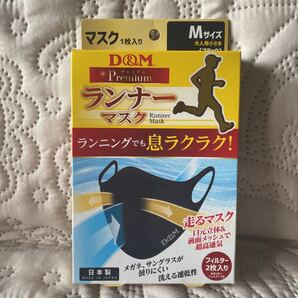 マスク 1枚入り
Mサイズ
大人用小さめ
D&M
Premium
ランナー
マスク Runner Mask
ランニングでも息ラクラク!
D&M
走るマスク
口元立体&
前面メッシュで
超高通気
メガネ、サングラスが
曇りにくい
洗える速乾性
日本製
MADE IN JAPAN
フィルター
2枚入り